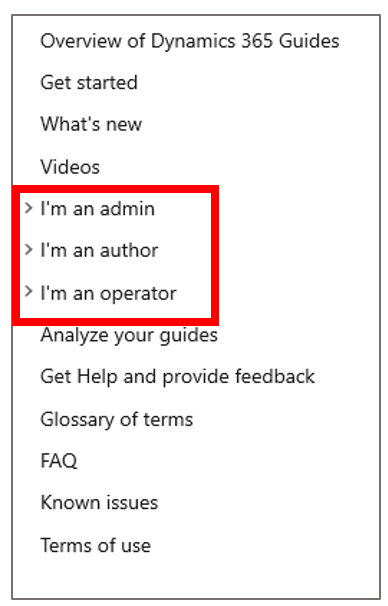 Overview of Dynamics 365 Guides
Get started
What's new
Videos
I'm an admin
I'm an author
I'm an operator
Analyze your guides
Get Help and provide feedback
Glossary of terms
FAQ
Known issues
Terms of use